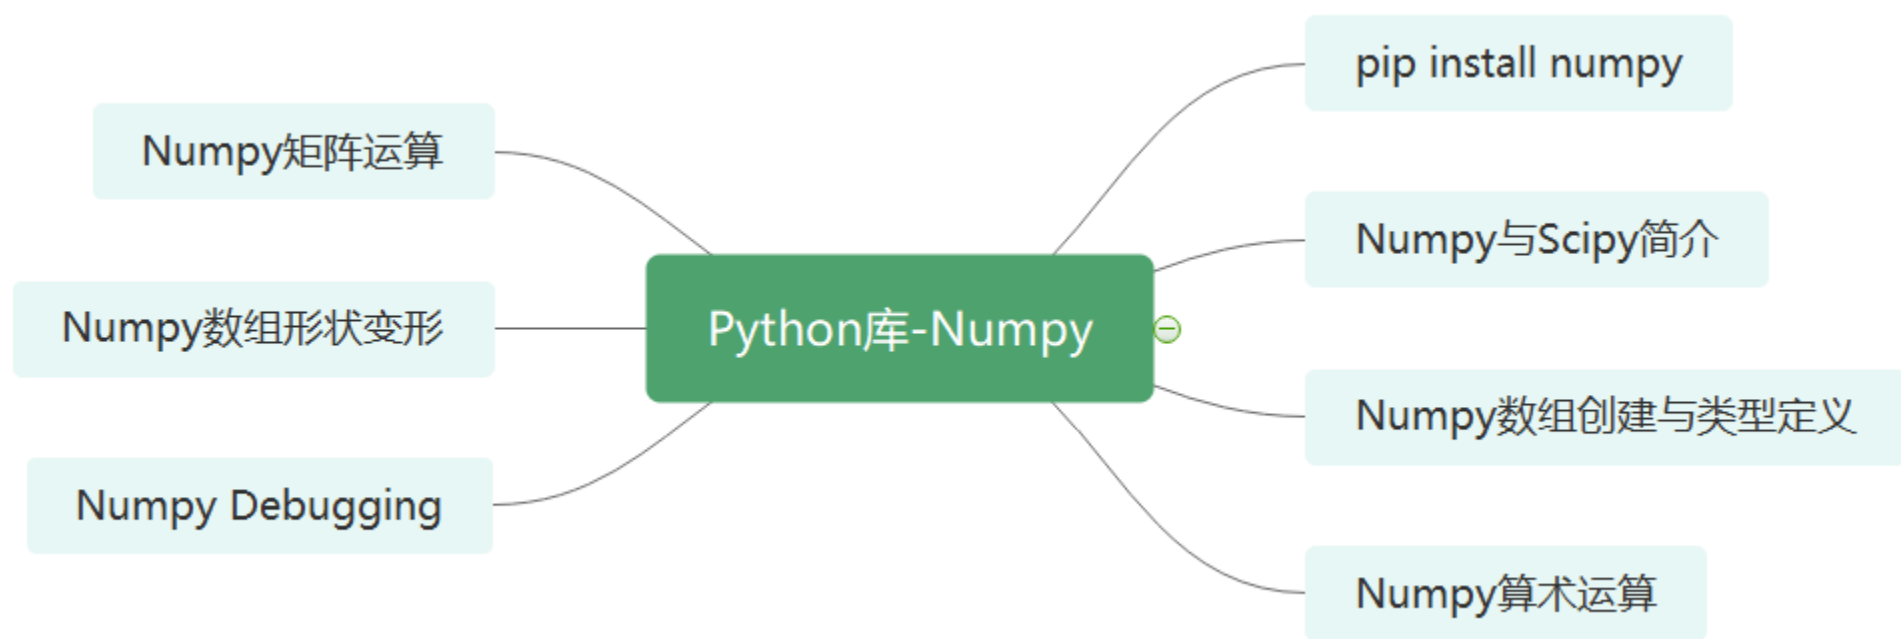 pip install numpy
Numpy矩阵运算
Numpy与Scipy简介
Numpy数组形状变形
Python库-Numpy
Numpy数组创建与类型定义
Numpy Debugging
Numpy算术运算